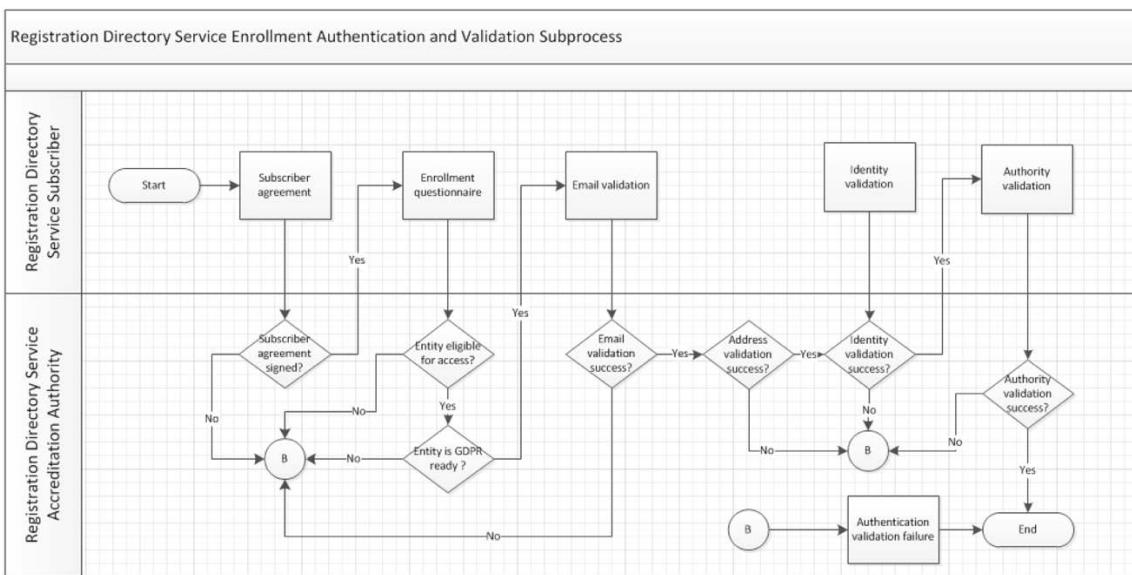 Registration Directory Service Enrollment Authentication and Validation Subprocess
Registration Directory
Service Subscriber
Start
Subscriber
agreement
Enrollment
questionnaire
Email validation
Identity
validation
Authority
validation
Yes
Yes
Yes
Registration Directory Service
Accreditation Authority
Subscriber
agreement
signed?
Entity eligible
for access?
Email
validation
success?
Yes
Address
validation
success?
Yes
Identity
validation
success?
Authority
validation
success?
No
No
Yes
No
B
No
Entity is GDPR
ready ?
No
No
B
No
Yes
No
B
Authentication
validation failure
End